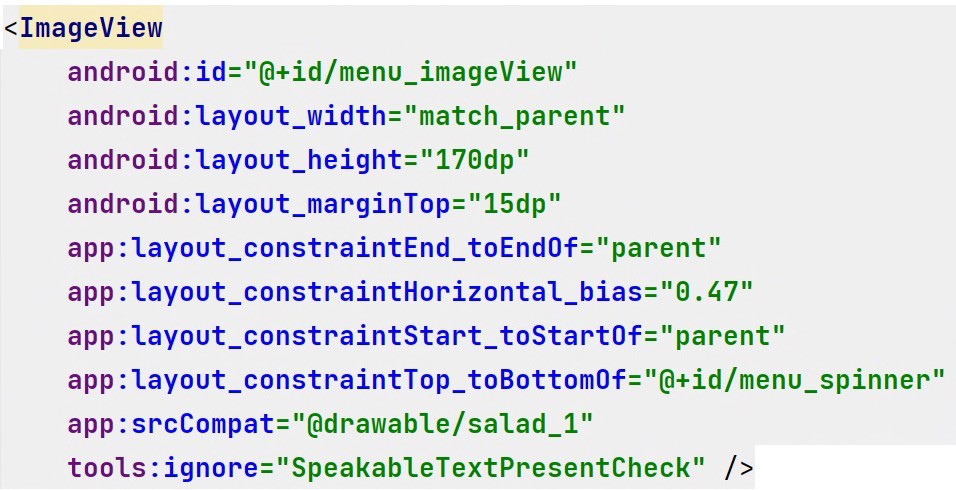 <ImageView
android:id="@+id/menu_imageView"
android:layout_width="match_parent"
android:layout_height="170dp"
android:layout_marginTop="15dp"
app:layout_constraintEnd_toEndOf="parent"
app:layout_constraintHorizontal_bias="0.47"
app:layout_constraintStart_toStartOf="parent"
app:layout_constraintTop_toBottomOf="@+id/menu_spinner"
app:srcCompat="@drawable/salad_1"
tools:ignore="SpeakableTextPresentCheck" />